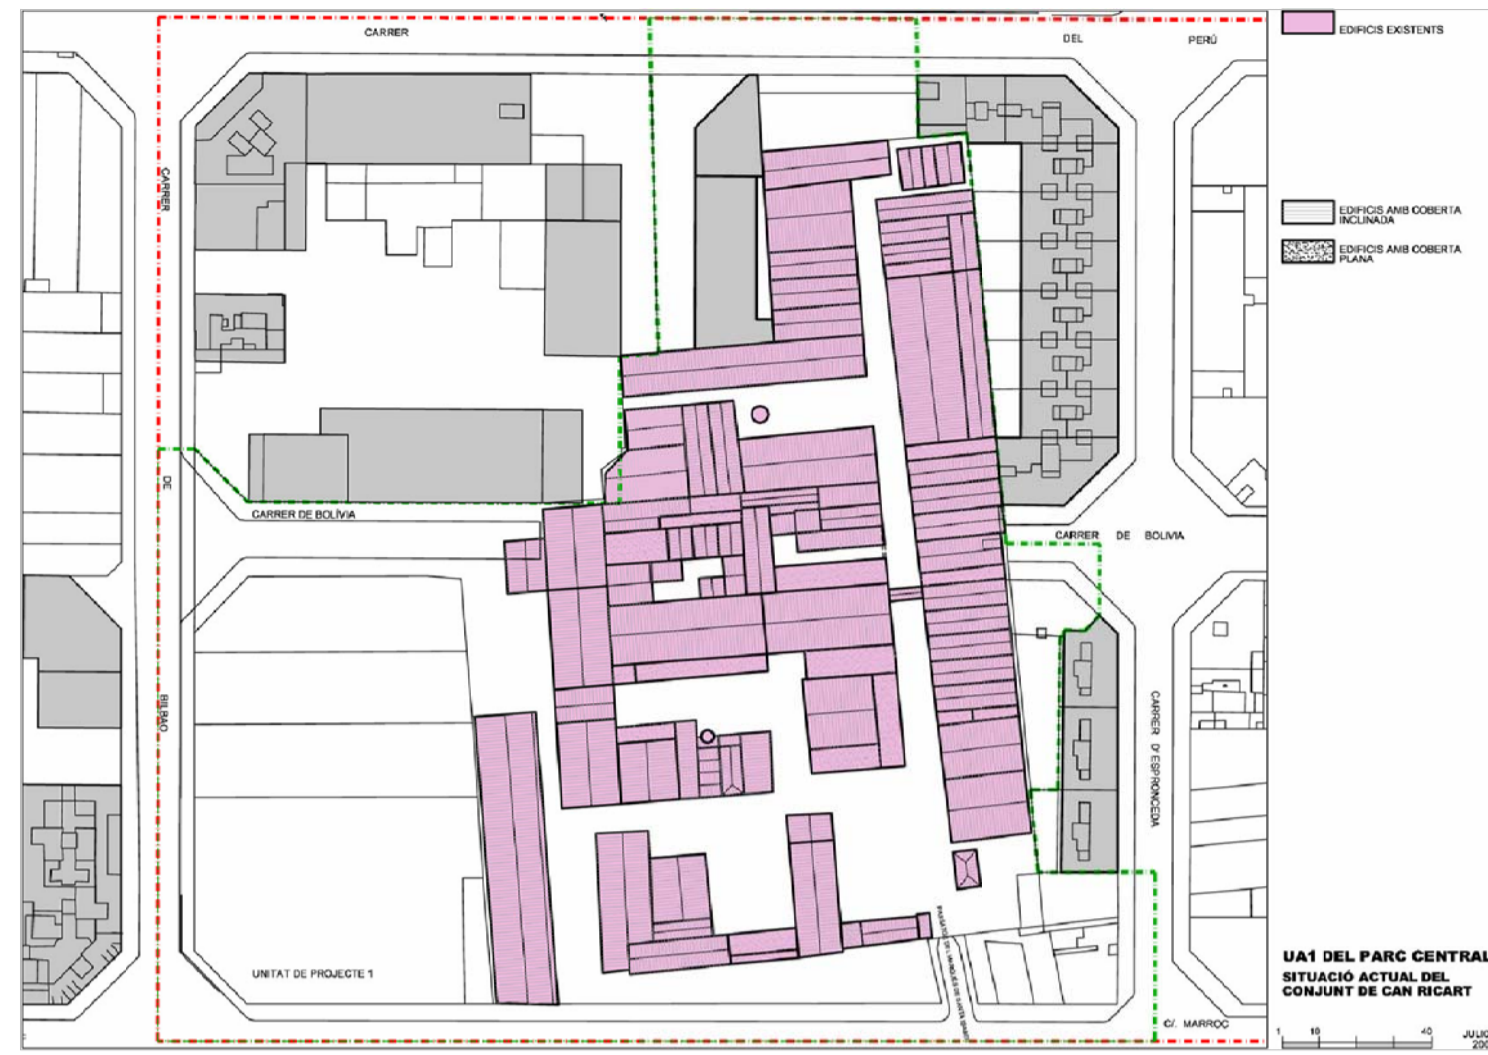 CARRER
DEL
PERÚ
EDIFICIS EXISTENTS
CARRER
EDIFICIS AMB COBERTA
INCLINADA
EDIFICIS AMB COBERTA
PLANA
DE
CARRER DE BOLÍVIA
CARRER DE BOLIVIA
BILBAO
CARRER D'ESPRONCEDA
UNITAT DE PROJECTE 1
UA1 DEL PARC CENTRAL
SITUACIÓ ACTUAL DEL
CONJUNT DE CAN RICART
C/. MARROC
1 10 40